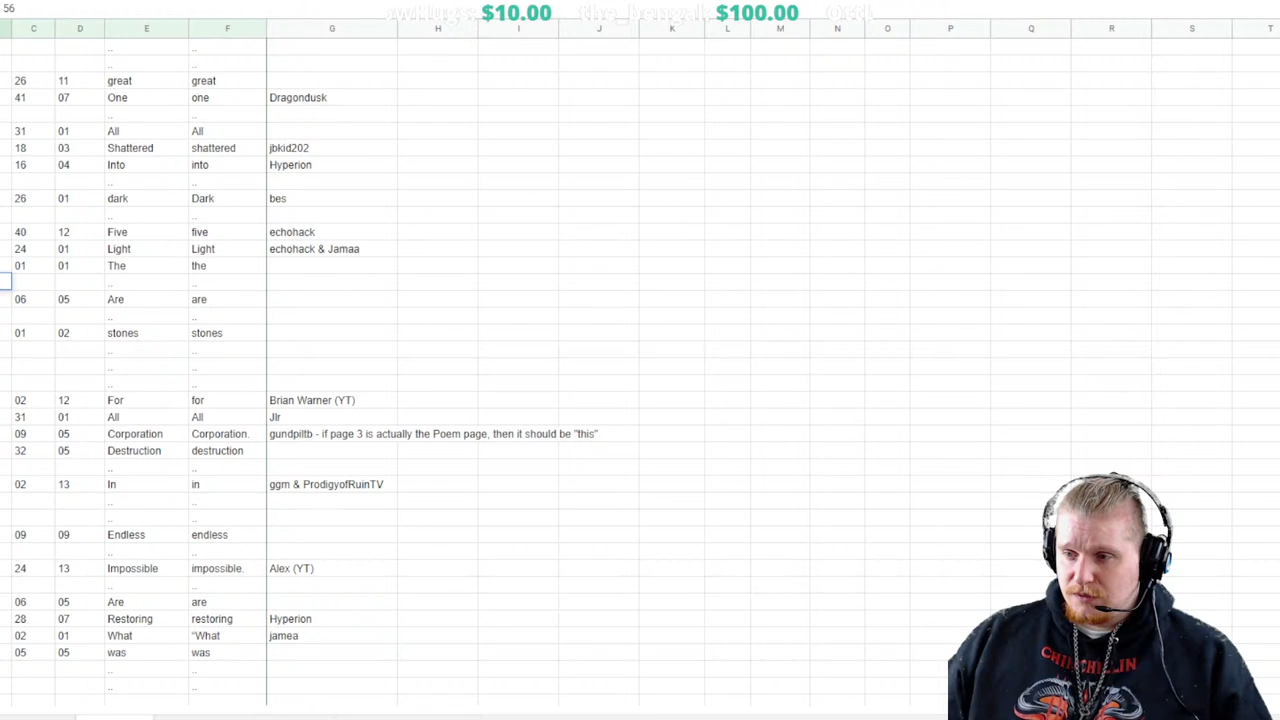 56
$10.00 the_bengal: $100.00
C D E F G H I J K L M N O P Q R S T
.. ..
.. ..
26 11 great great
41 07 One one Dragondusk
.. ..
31 01 All All
18 03 Shattered shattered jbkid202
16 04 Into into Hyperion
.. ..
26 01 dark Dark bes
.. ..
40 12 Five five echohack
24 01 Light Light echohack & Jamaa
01 01 The the
.. ..
06 05 Are are
.. ..
01 02 stones stones
.. ..
.. ..
.. ..
02 12 For for Brian Warner (YT)
31 01 All All Jlr
09 05 Corporation Corporation. gundpiltb - if page 3 is actually the Poem page, then it should be "this"
32 05 Destruction destruction
.. ..
02 13 In in ggm & ProdigyofRuinTV
.. ..
.. ..
09 09 Endless endless
.. ..
24 13 Impossible impossible. Alex (YT)
.. ..
06 05 Are are
28 07 Restoring restoring Hyperion
02 01 What “What jamea
05 05 was was
.. ..
.. ..
CHILLIN